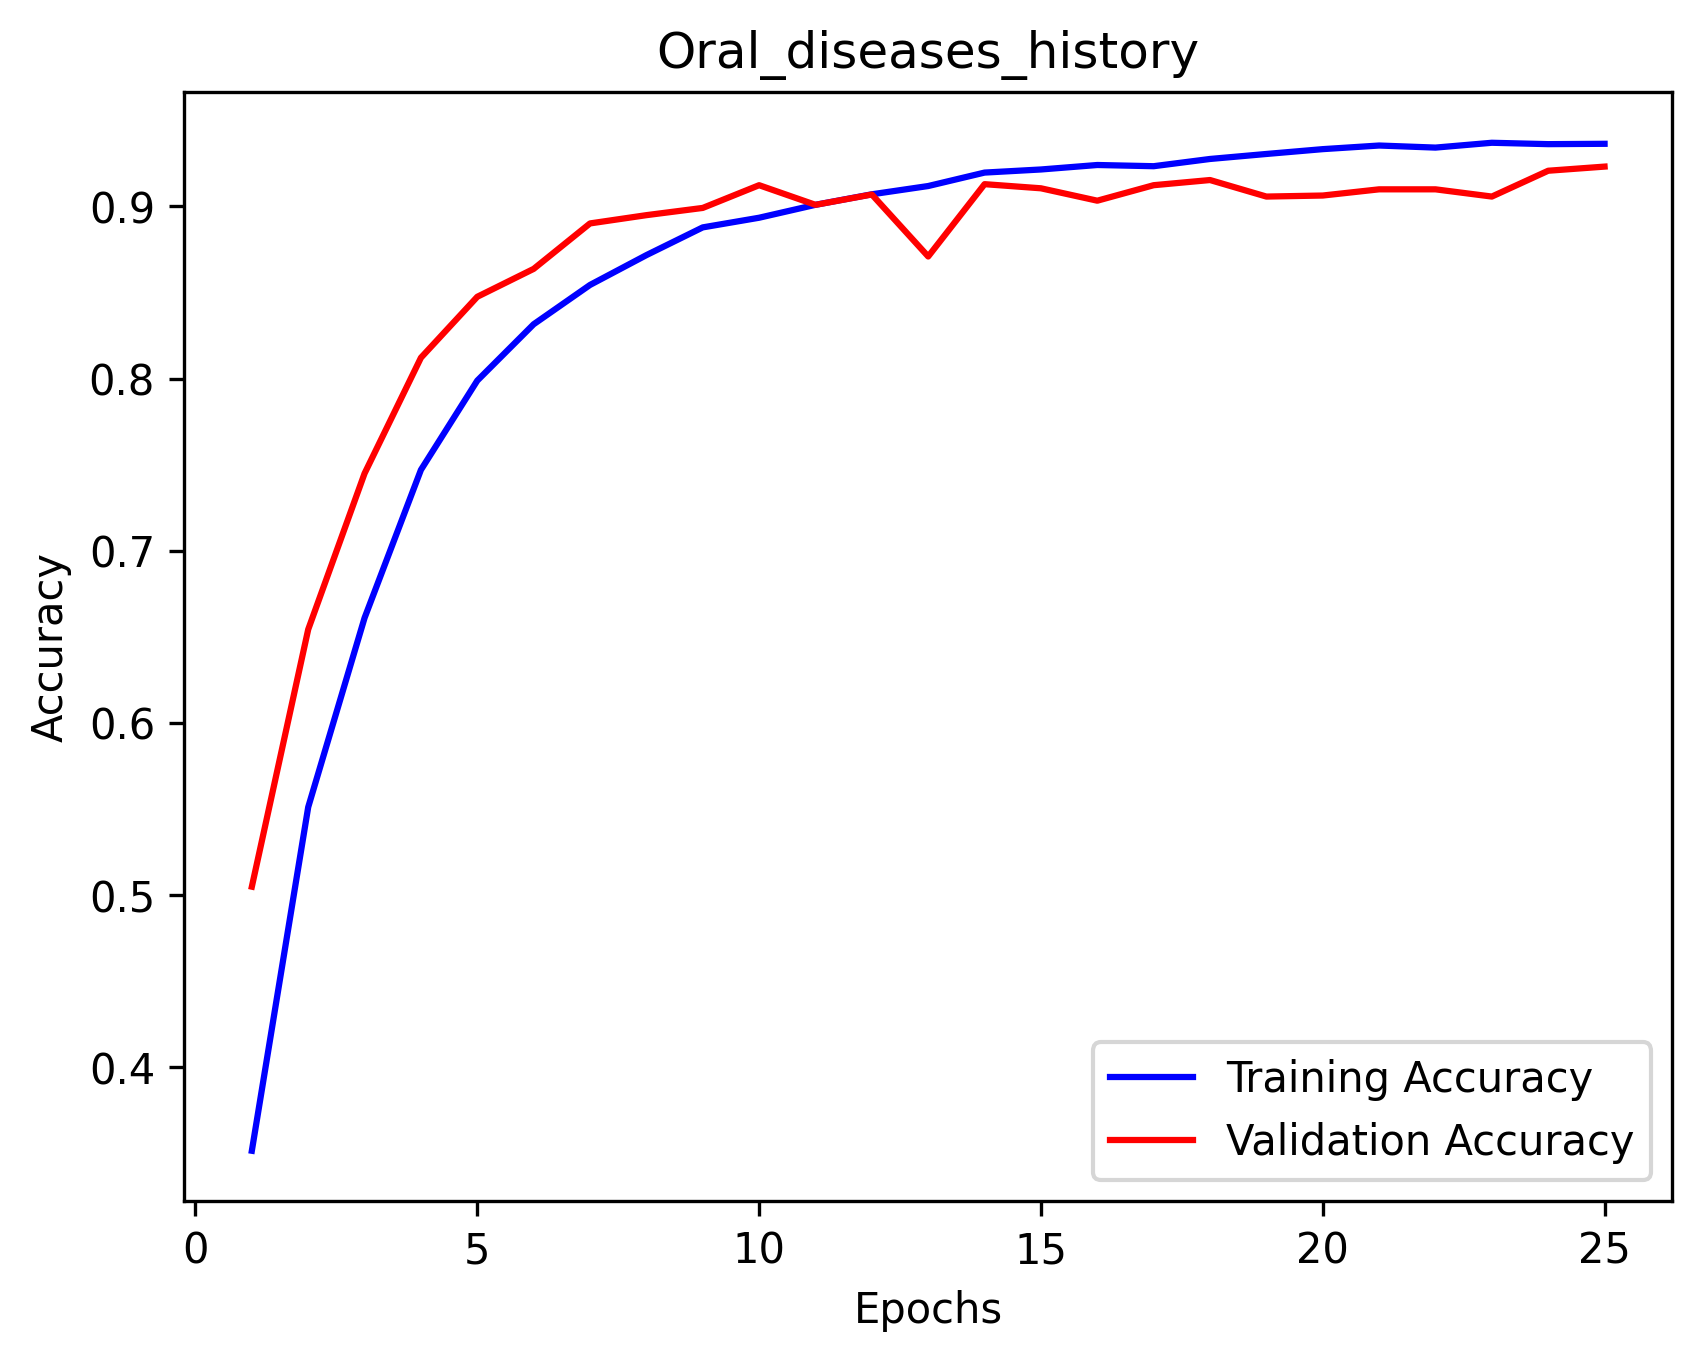 Oral_diseases_history
Accuracy
0.9
0.8
0.7
0.6
0.5
0.4
Training Accuracy
Validation Accuracy
0 5 10 15 20 25
Epochs